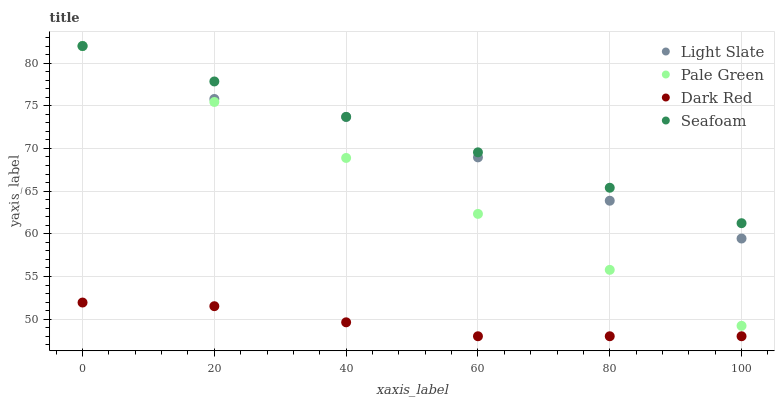 title
yaxis_label
80
75
70
65
60
55
50
0
20
40
60
80
100
xaxis_label
Light Slate
Pale Green
Dark Red
Seafoam